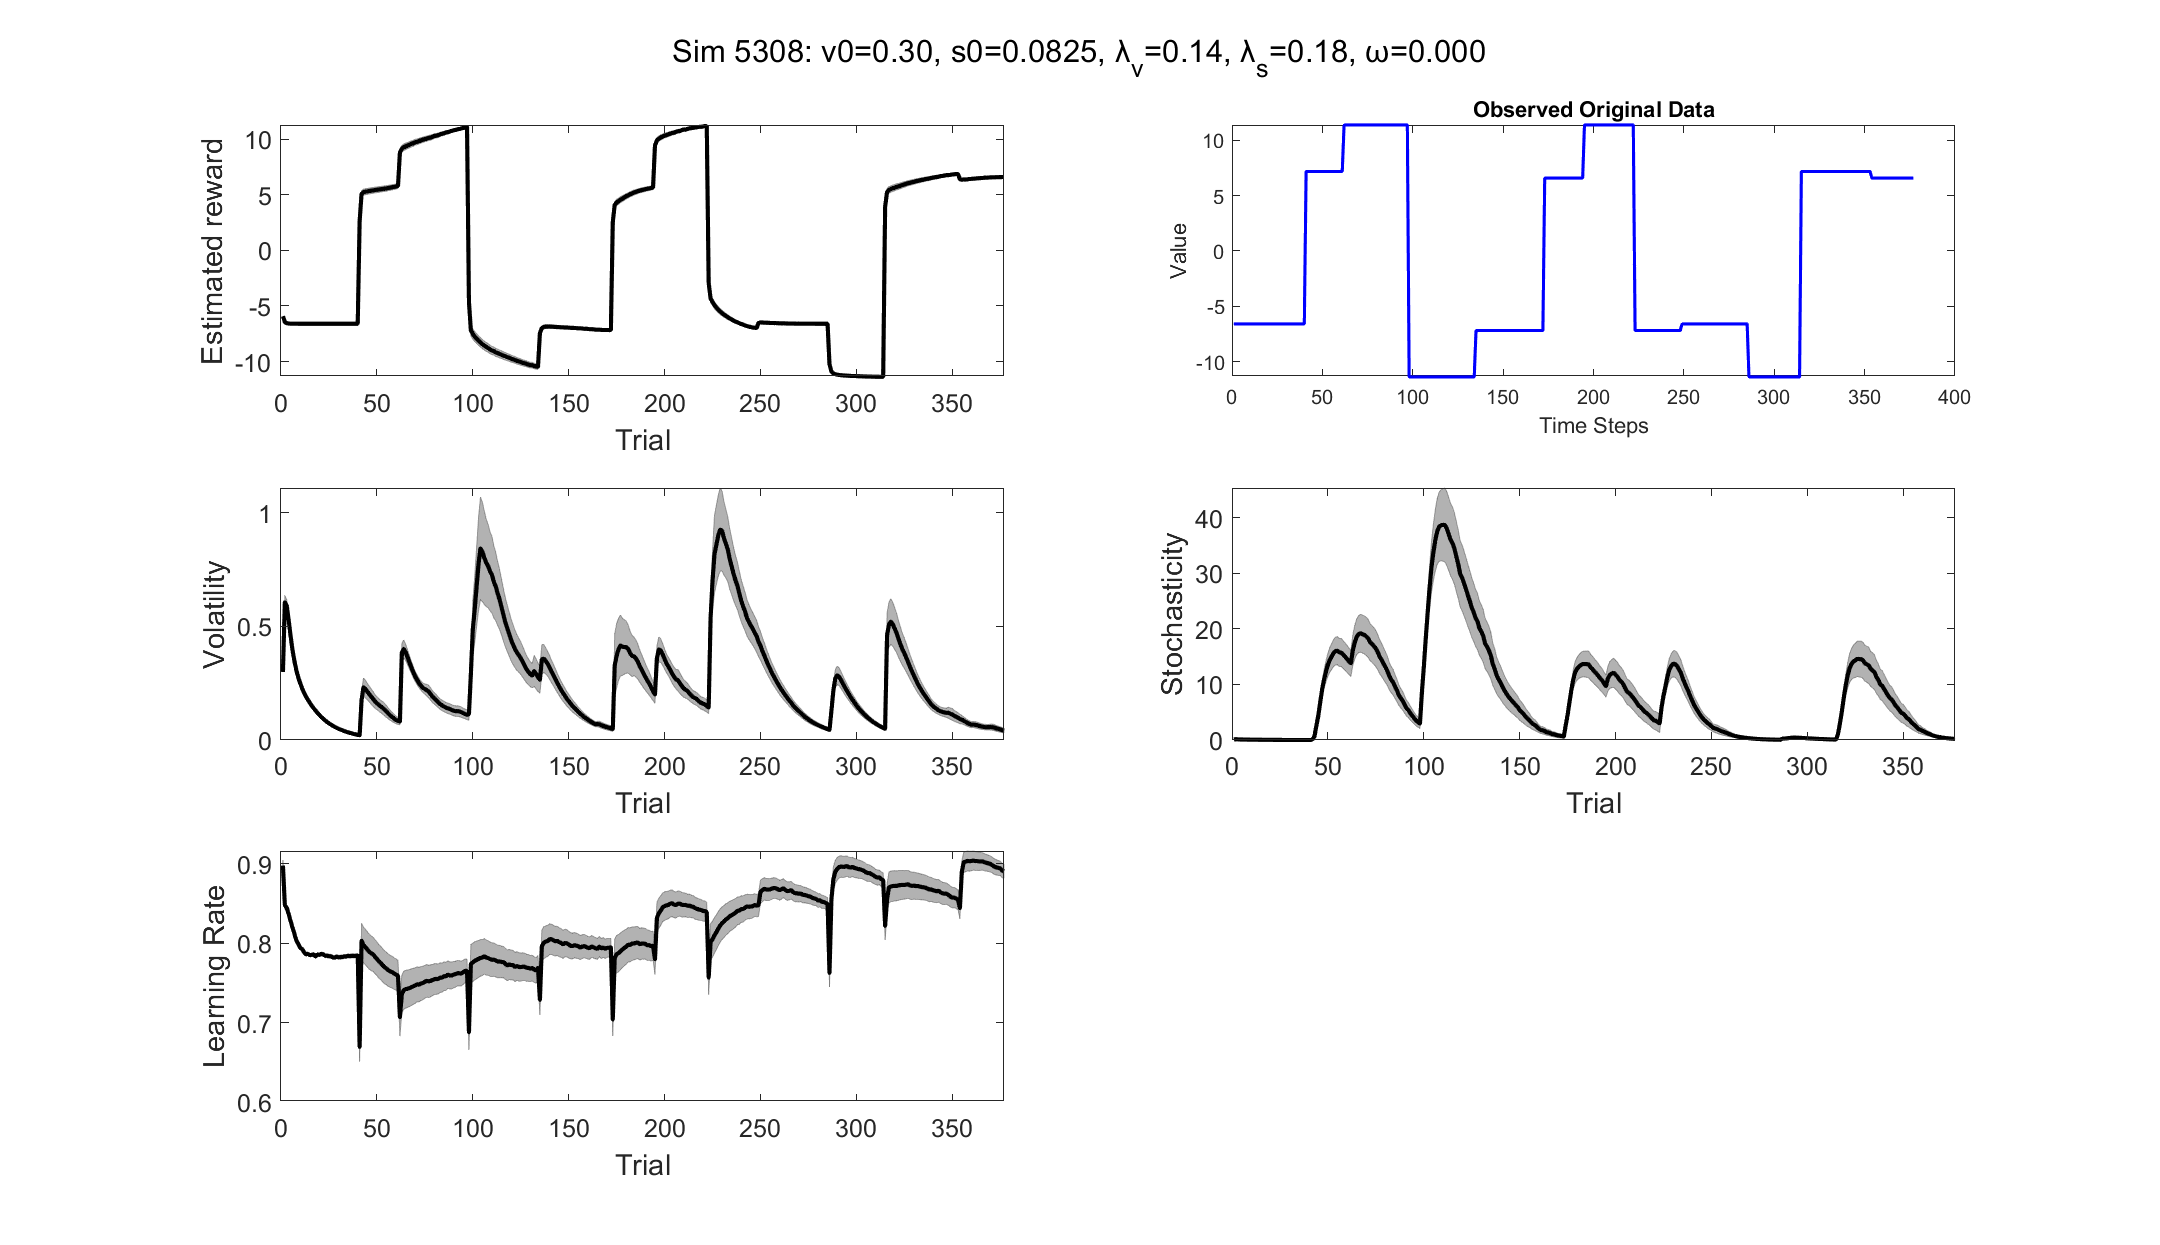 Sim 5308: v0=0.30, s0=0.0825, λ_v=0.14, λ_s=0.18, ω=0.000
Estimated reward
10
5
0
-5
-10
0 50 100 150 200 250 300 350
Trial
Observed Original Data
Value
10
5
0
-5
-10
0 50 100 150 200 250 300 350 400
Time Steps
Volatility
1
0.5
0
0 50 100 150 200 250 300 350
Trial
Stochasticity
40
30
20
10
0
0 50 100 150 200 250 300 350
Trial
Learning Rate
0.9
0.8
0.7
0.6
0 50 100 150 200 250 300 350
Trial